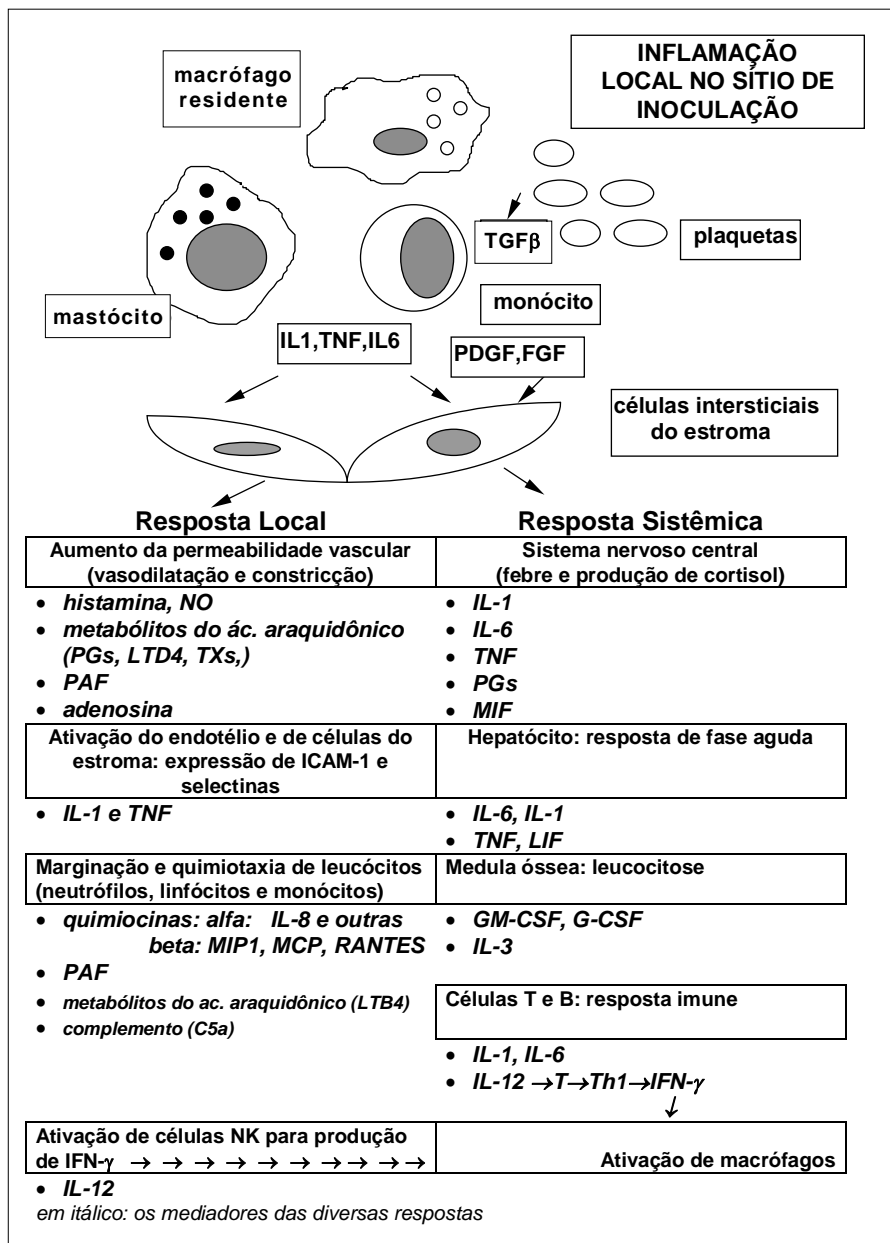 INFLAMAÇÃO
LOCAL NO SÍTIO DE
INOCULAÇÃO
macrófago
residente
TGFβ
plaquetas
mastócito
monócito
IL1,TNF,IL6
PDGF,FGF
células intersticiais
do estroma
Resposta Local
Aumento da permeabilidade vascular
(vasodilatação e constricção)
• histamina, NO
• metabólitos do ác. araquidônico
(PGs, LTD4, TXs,)
• PAF
• adenosina
Ativação do endotélio e de células do
estroma: expressão de ICAM-1 e
selectinas
• IL-1 e TNF
Marginação e quimiotaxia de leucócitos
(neutrófilos, linfócitos e monócitos)
• quimiocinas: alfa: IL-8 e outras
beta: MIP1, MCP, RANTES
• PAF
• metabólitos do ac. araquidônico (LTB4)
• complemento (C5a)
Ativação de células NK para produção
de IFN-γ → → → → → → → → → →
• IL-12
Resposta Sistêmica
Sistema nervoso central
(febre e produção de cortisol)
• IL-1
• IL-6
• TNF
• PGs
• MIF
Hepatócito: resposta de fase aguda
• IL-6, IL-1
• TNF, LIF
Medula óssea: leucocitose
• GM-CSF, G-CSF
• IL-3
Células T e B: resposta imune
• IL-1, IL-6
• IL-12 →T→Th1→IFN-γ
↓
Ativação de macrófagos
em itálico: os mediadores das diversas respostas